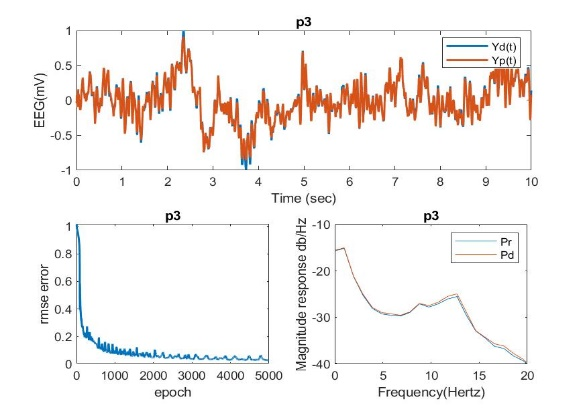 p3
EEG(mV)
1
0.5
0
-0.5
-1
Yd(t)
Yp(t)
0 1 2 3 4 5 6 7 8 9 10
Time (sec)
p3
rmse error
1
0.8
0.6
0.4
0.2
0
0 1000 2000 3000 4000 5000
epoch
p3
Magnitude response db/Hz
-10
-20
-30
-40
Pr
Pd
0 5 10 15 20
Frequency(Hertz)